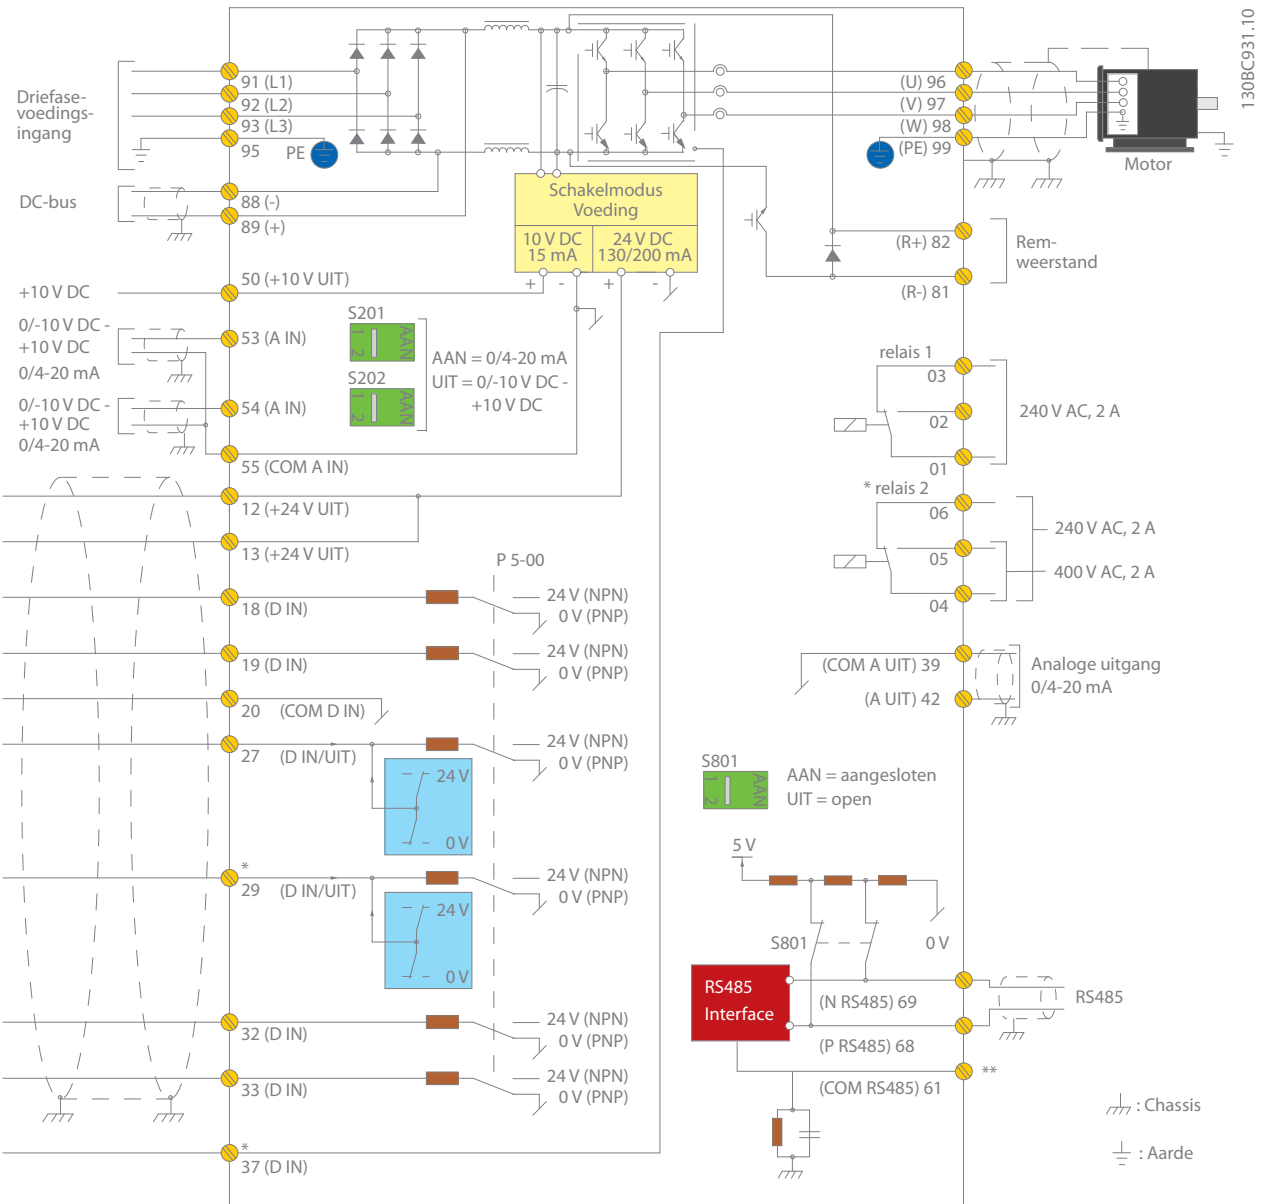 130BC931.10
Driefase-
voedings-
ingang
91 (L1)
92 (L2)
93 (L3)
95
PE
(U) 96
(V) 97
(W) 98
(PE) 99
Motor
DC-bus
88 (-)
89 (+)
Schakelmodus
Voeding
10 V DC
15 mA
24 V DC
130/200 mA
+
-
+
-
(R+) 82
(R-) 81
Rem-
weerstand
+10 V DC
50 (+10 V UIT)
0/-10 V DC -
+10 V DC
0/4-20 mA
53 (A IN)
0/-10 V DC -
+10 V DC
0/4-20 mA
54 (A IN)
55 (COM A IN)
S201
1
2
AAN
S202
1
2
AAN
AAN = 0/4-20 mA
UIT = 0/-10 V DC -
+10 V DC
relais 1
03
02
01
240 V AC, 2 A
* relais 2
06
05
04
240 V AC, 2 A
400 V AC, 2 A
12 (+24 V UIT)
13 (+24 V UIT)
P 5-00
18 (D IN)
24 V (NPN)
0 V (PNP)
19 (D IN)
24 V (NPN)
0 V (PNP)
20 (COM D IN)
27 (D IN/UIT)
24 V (NPN)
0 V (PNP)
24 V
0 V
*
29 (D IN/UIT)
24 V (NPN)
0 V (PNP)
24 V
0 V
32 (D IN)
24 V (NPN)
0 V (PNP)
33 (D IN)
24 V (NPN)
0 V (PNP)
*
37 (D IN)
(COM A UIT) 39
(A UIT) 42
Analoge uitgang
0/4-20 mA
S801
1
2
AAN
AAN = aangesloten
UIT = open
5 V
S801
0 V
RS485
Interface
(N RS485) 69
(P RS485) 68
(COM RS485) 61
RS485
**
: Chassis
: Aarde